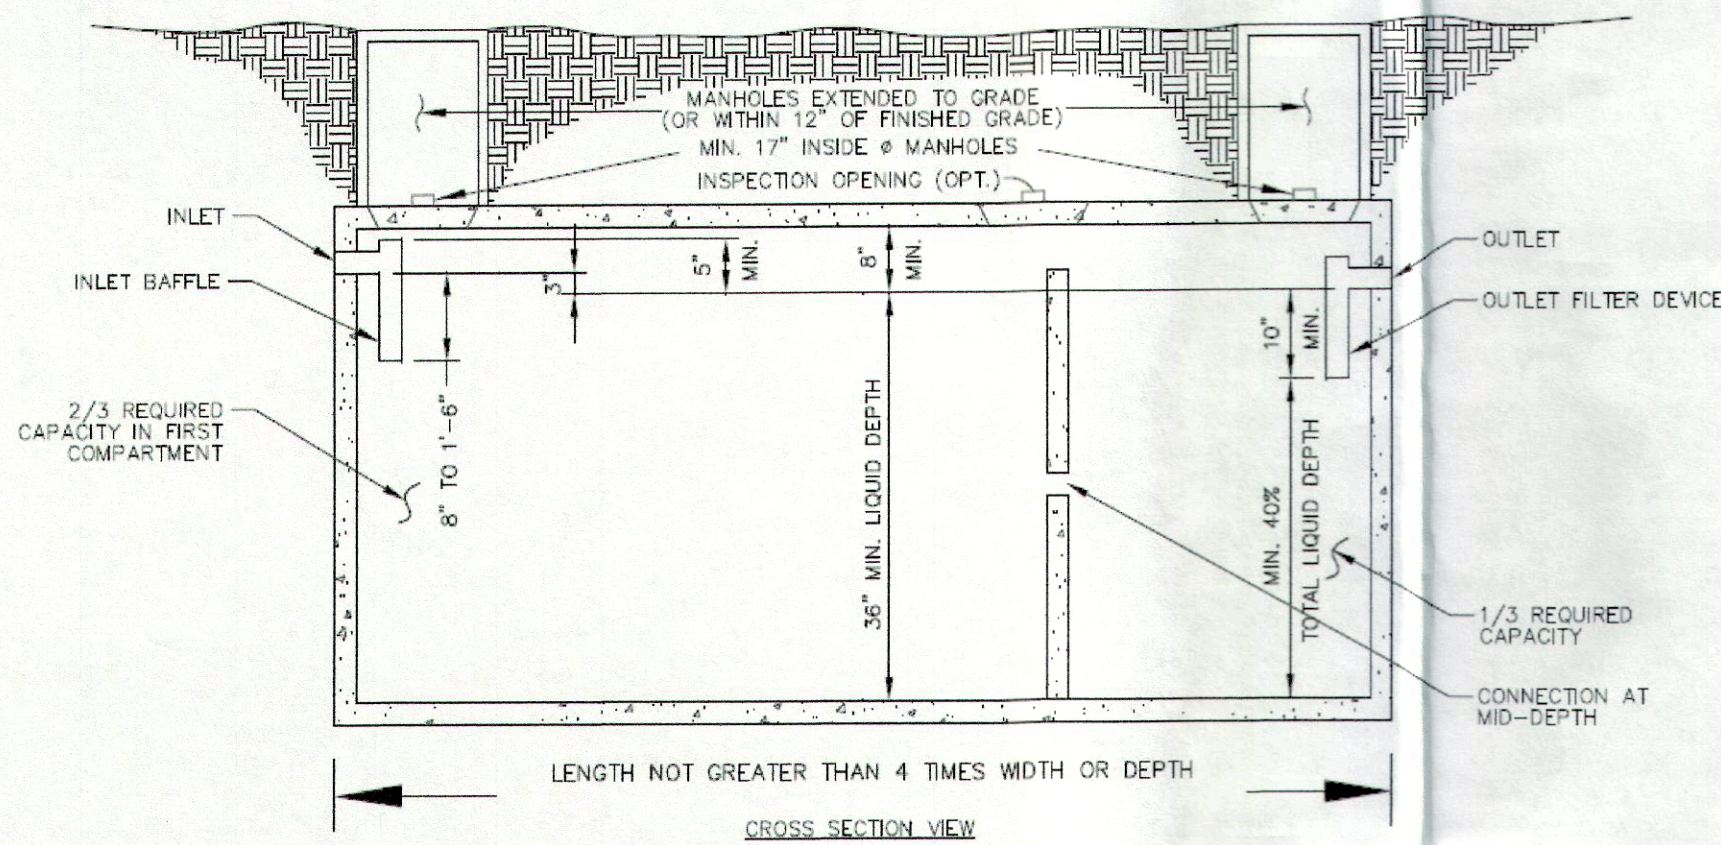 MANHOLES EXTENDED TO GRADE
(OR WITHIN 12" OF FINISHED GRADE)
MIN. 17" INSIDE ø MANHOLES
INSPECTION OPENING (OPT.)
INLET
INLET BAFFLE
2/3 REQUIRED
CAPACITY IN FIRST
COMPARTMENT
8" TO 1'-6"
3"
5"
MIN.
8"
MIN.
36" MIN. LIQUID DEPTH
10"
MIN.
MIN. 40%
TOTAL LIQUID DEPTH
OUTLET
OUTLET FILTER DEVICE
1/3 REQUIRED
CAPACITY
CONNECTION AT
MID-DEPTH
LENGTH NOT GREATER THAN 4 TIMES WIDTH OR DEPTH
CROSS SECTION VIEW